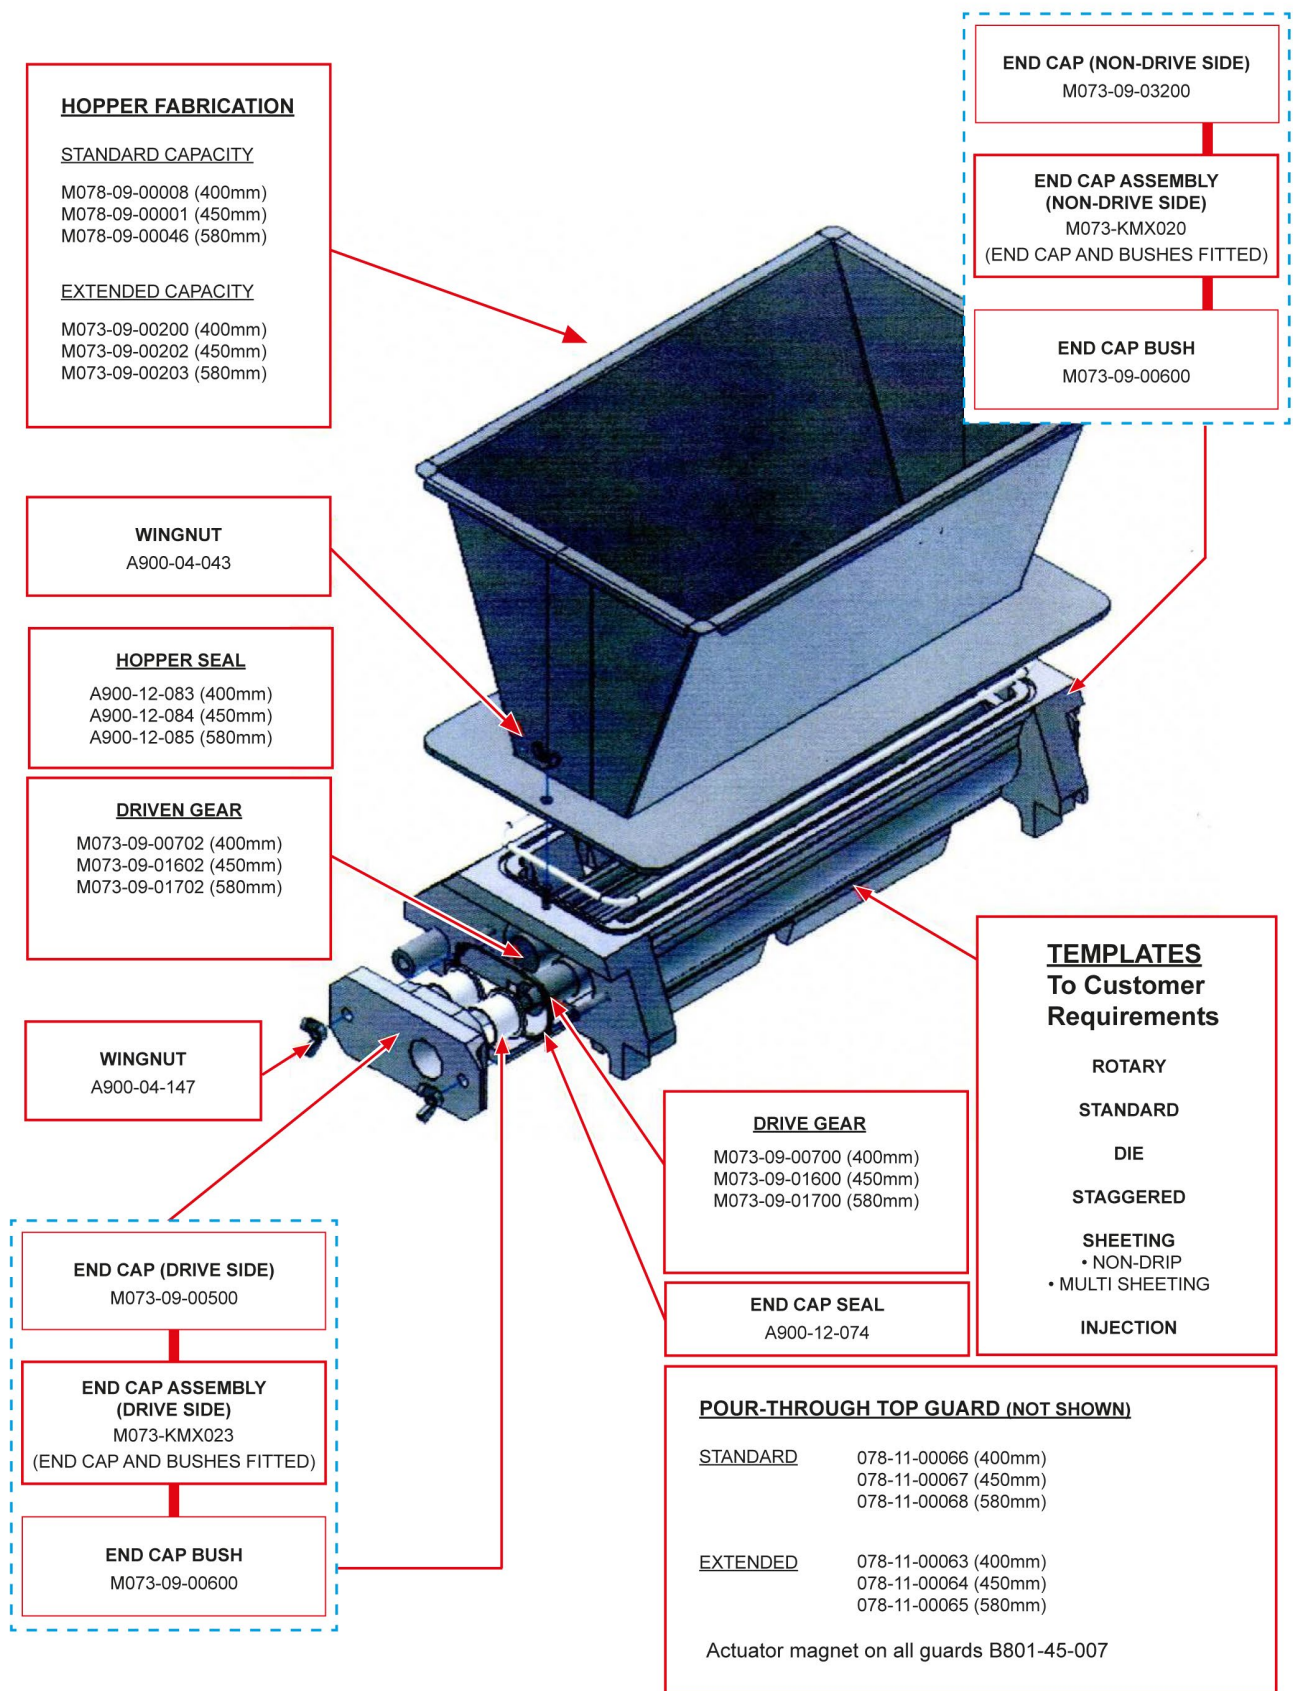 HOPPER FABRICATION
STANDARD CAPACITY
M078-09-00008 (400mm)
M078-09-00001 (450mm)
M078-09-00046 (580mm)
EXTENDED CAPACITY
M073-09-00200 (400mm)
M073-09-00202 (450mm)
M073-09-00203 (580mm)
END CAP (NON-DRIVE SIDE)
M073-09-03200
END CAP ASSEMBLY
(NON-DRIVE SIDE)
M073-KMX020
(END CAP AND BUSHES FITTED)
END CAP BUSH
M073-09-00600
WINGNUT
A900-04-043
HOPPER SEAL
A900-12-083 (400mm)
A900-12-084 (450mm)
A900-12-085 (580mm)
DRIVEN GEAR
M073-09-00702 (400mm)
M073-09-01602 (450mm)
M073-09-01702 (580mm)
WINGNUT
A900-04-147
TEMPLATES
To Customer
Requirements
ROTARY
STANDARD
DIE
STAGGERED
SHEETING
• NON-DRIP
• MULTI SHEETING
INJECTION
DRIVE GEAR
M073-09-00700 (400mm)
M073-09-01600 (450mm)
M073-09-01700 (580mm)
END CAP SEAL
A900-12-074
END CAP (DRIVE SIDE)
M073-09-00500
END CAP ASSEMBLY
(DRIVE SIDE)
M073-KMX023
(END CAP AND BUSHES FITTED)
END CAP BUSH
M073-09-00600
POUR-THROUGH TOP GUARD (NOT SHOWN)
STANDARD 078-11-00066 (400mm)
078-11-00067 (450mm)
078-11-00068 (580mm)
EXTENDED 078-11-00063 (400mm)
078-11-00064 (450mm)
078-11-00065 (580mm)
Actuator magnet on all guards B801-45-007